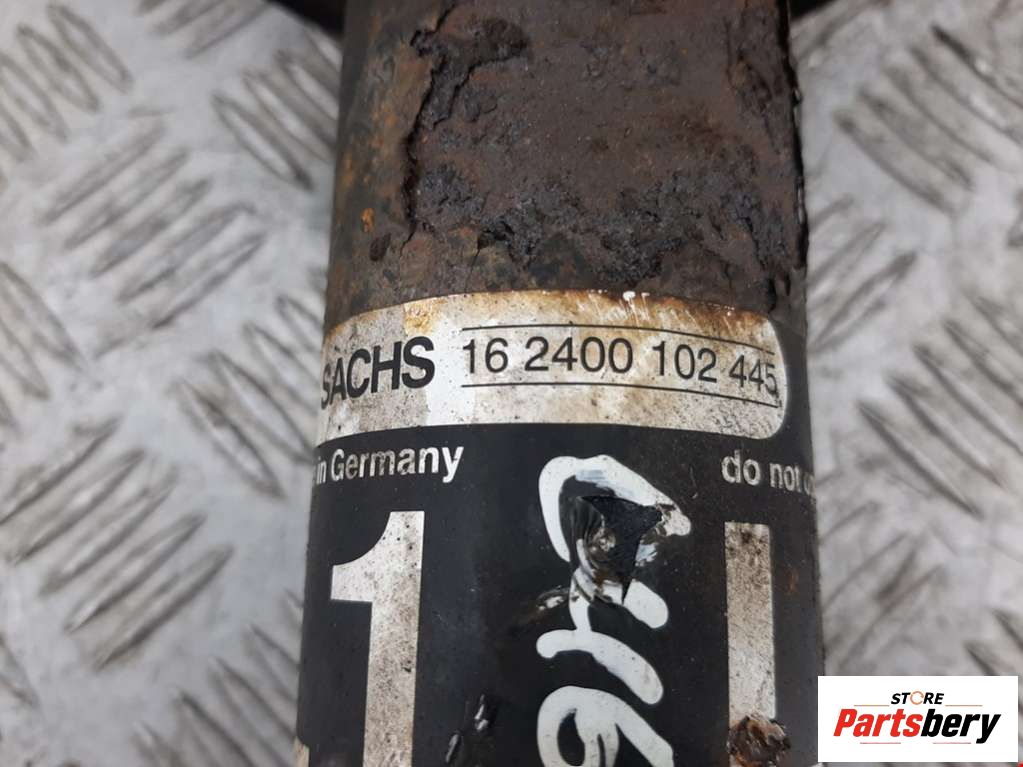 SACHS 16 2400 102 445
in Germany do not
1
STORE
Partsbery